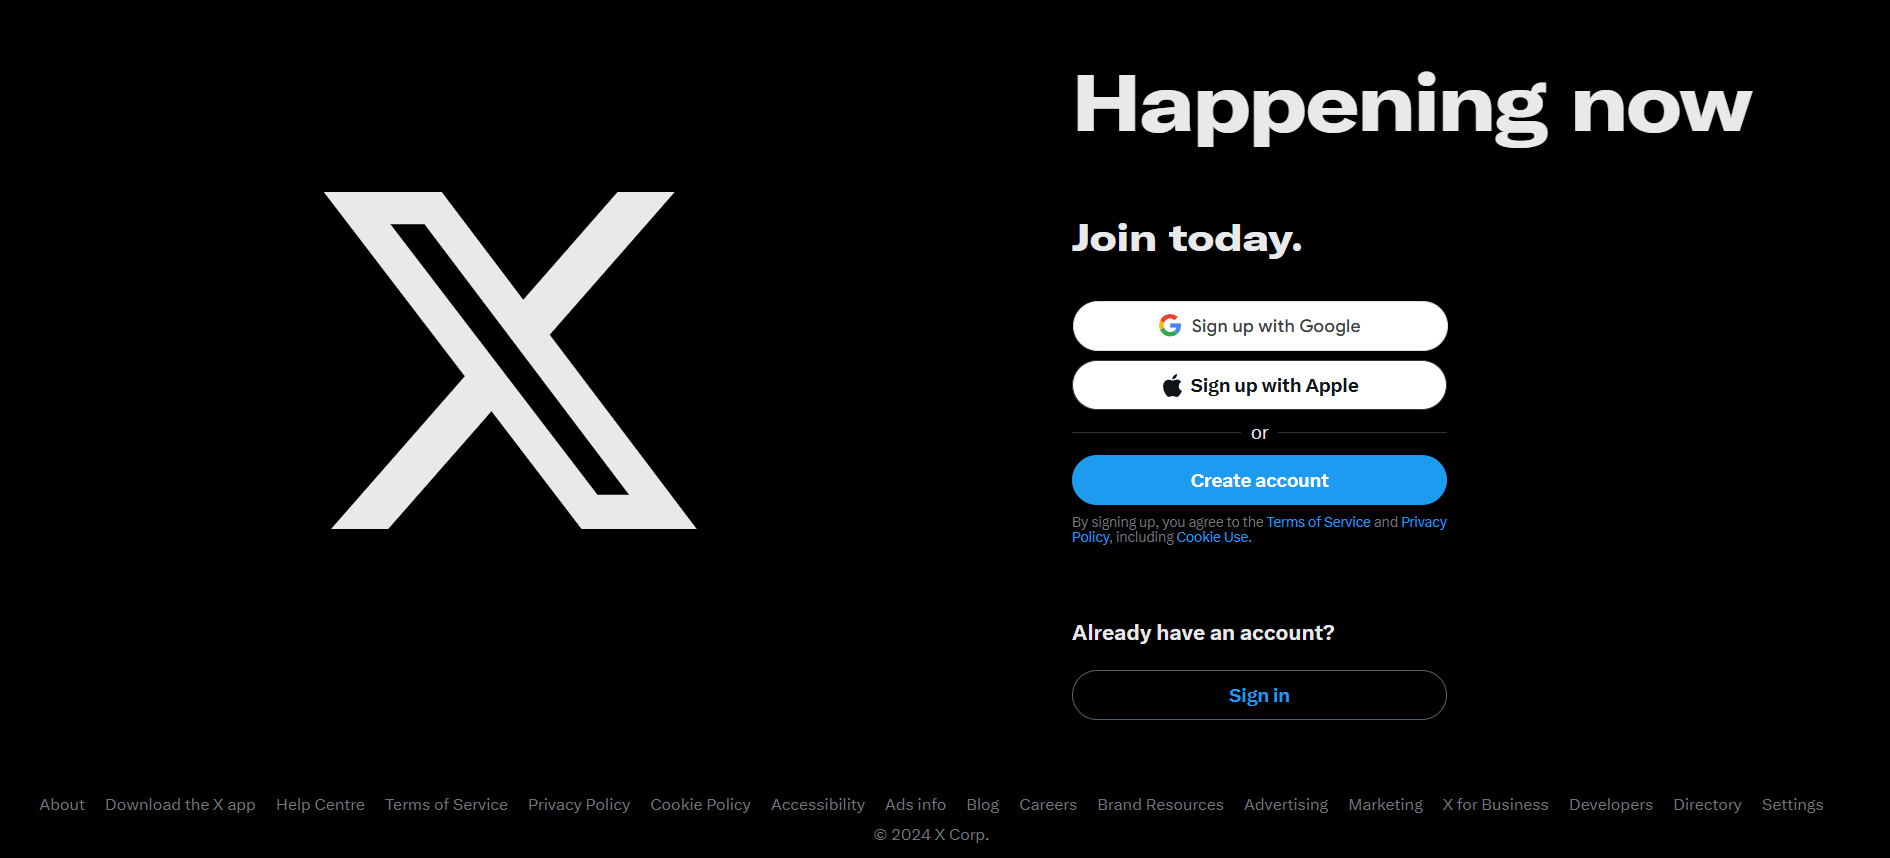 Happening now
Join today.
Sign up with Google
Sign up with Apple
or
Create account
By signing up, you agree to the Terms of Service and Privacy
Policy, including Cookie Use.
Already have an account?
Sign in
About Download the X app Help Centre Terms of Service Privacy Policy Cookie Policy Accessibility Ads info Blog Careers Brand Resources Advertising Marketing X for Business Developers Directory Settings
© 2024 X Corp.